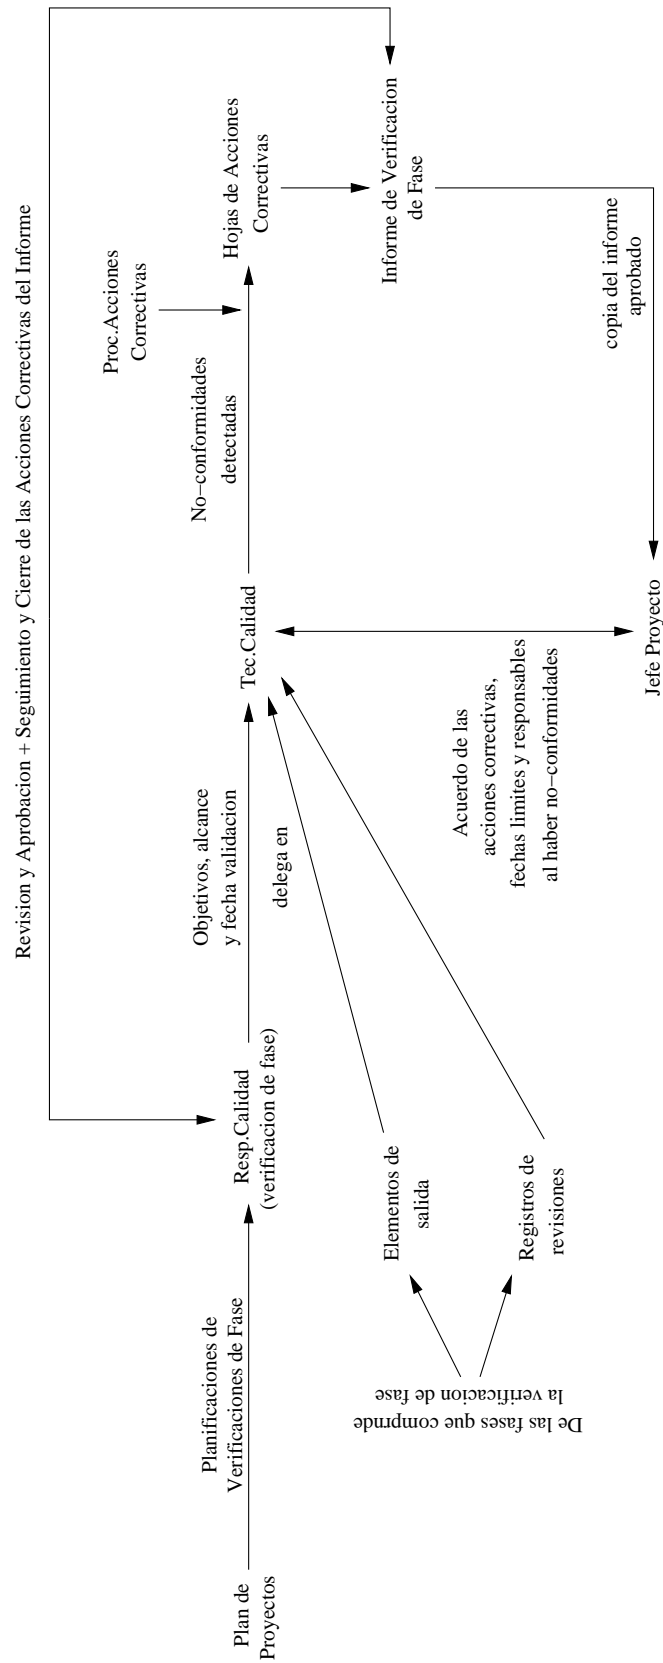 Revision y Aprobacion + Seguimiento y Cierre de las Acciones Correctivas del Informe
Plan de
Proyectos
Planificaciones de
Verificaciones de Fase
Resp.Calidad
(verificacion de fase)
Objetivos, alcance
y fecha validacion
delega en
Tec.Calidad
No−conformidades
detectadas
Proc.Acciones
Correctivas
Hojas de Acciones
Correctivas
Informe de Verificacion
de Fase
De las fases que comprnde
la verificacion de fase
Elementos de
salida
Registros de
revisiones
Acuerdo de las
acciones correctivas,
fechas limites y responsables
al haber no−conformidades
copia del informe
aprobado
Jefe Proyecto